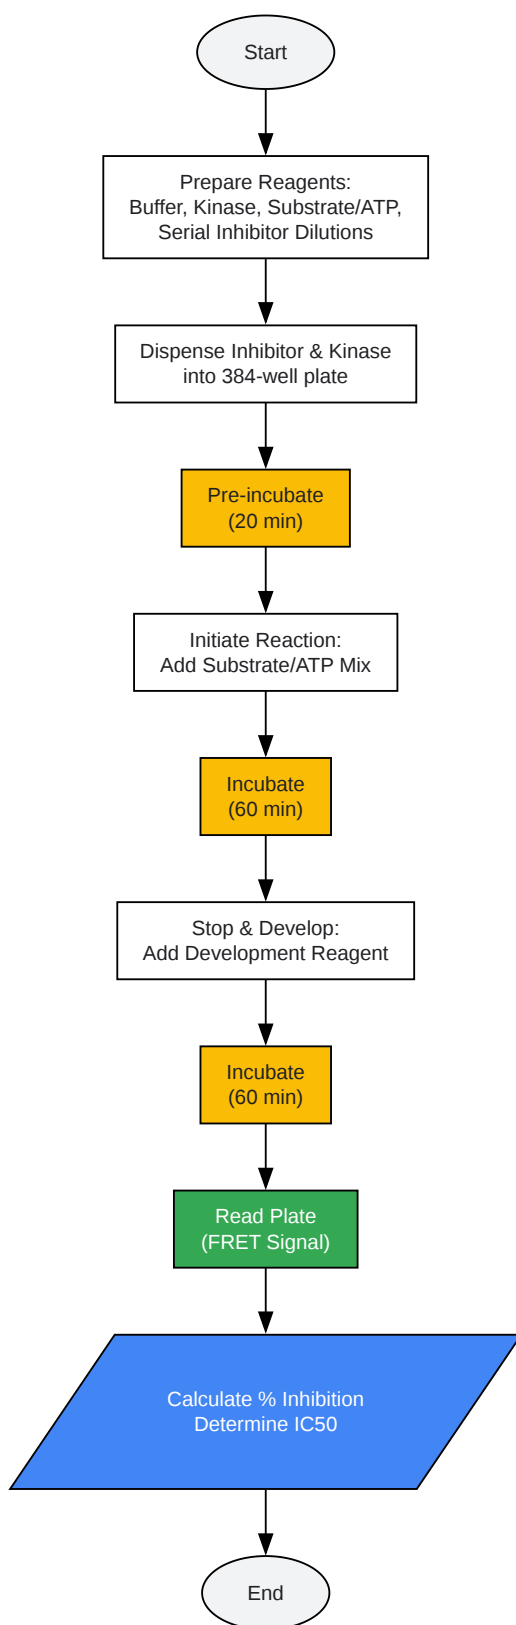 Start
Prepare Reagents:
Buffer, Kinase, Substrate/ATP,
Serial Inhibitor Dilutions
Dispense Inhibitor & Kinase
into 384-well plate
Pre-incubate
(20 min)
Initiate Reaction:
Add Substrate/ATP Mix
Incubate
(60 min)
Stop & Develop:
Add Development Reagent
Incubate
(60 min)
Read Plate
(FRET Signal)
Calculate % Inhibition
Determine IC50
End